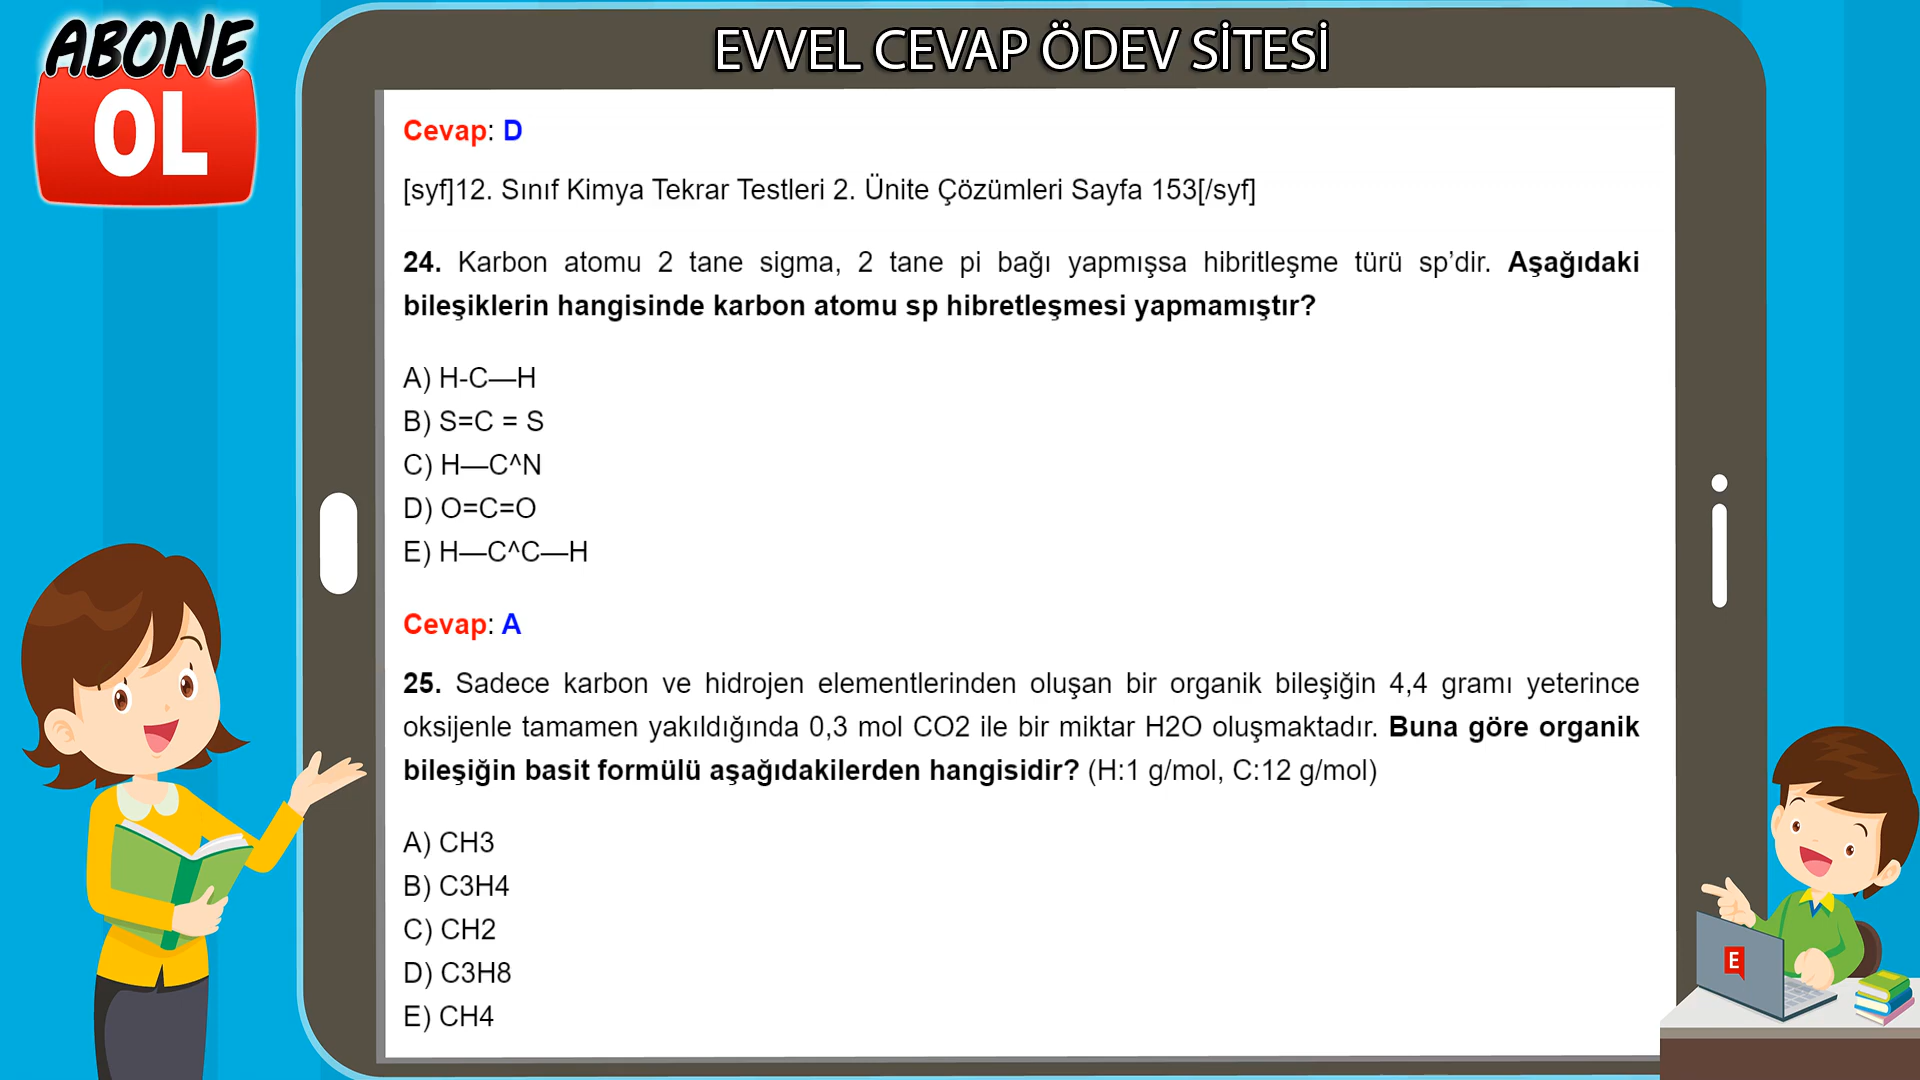 ABONE
OL
EVVEL CEVAP ÖDEV SİTESİ
Cevap: D
[syf]12. Sınıf Kimya Tekrar Testleri 2. Ünite Çözümleri Sayfa 153[/syf]
24. Karbon atomu 2 tane sigma, 2 tane pi bağı yapmışsa hibritleşme türü sp’dir. Aşağıdaki
bileşiklerin hangisinde karbon atomu sp hibretleşmesi yapmamıştır?
A) H-C—H
B) S=C = S
C) H—C^N
D) O=C=O
E) H—C^C—H
Cevap: A
25. Sadece karbon ve hidrojen elementlerinden oluşan bir organik bileşiğin 4,4 gramı yeterince
oksijenle tamamen yakıldığında 0,3 mol CO2 ile bir miktar H2O oluşmaktadır. Buna göre organik
bileşiğin basit formülü aşağıdakilerden hangisidir? (H:1 g/mol, C:12 g/mol)
A) CH3
B) C3H4
C) CH2
D) C3H8
E) CH4
E